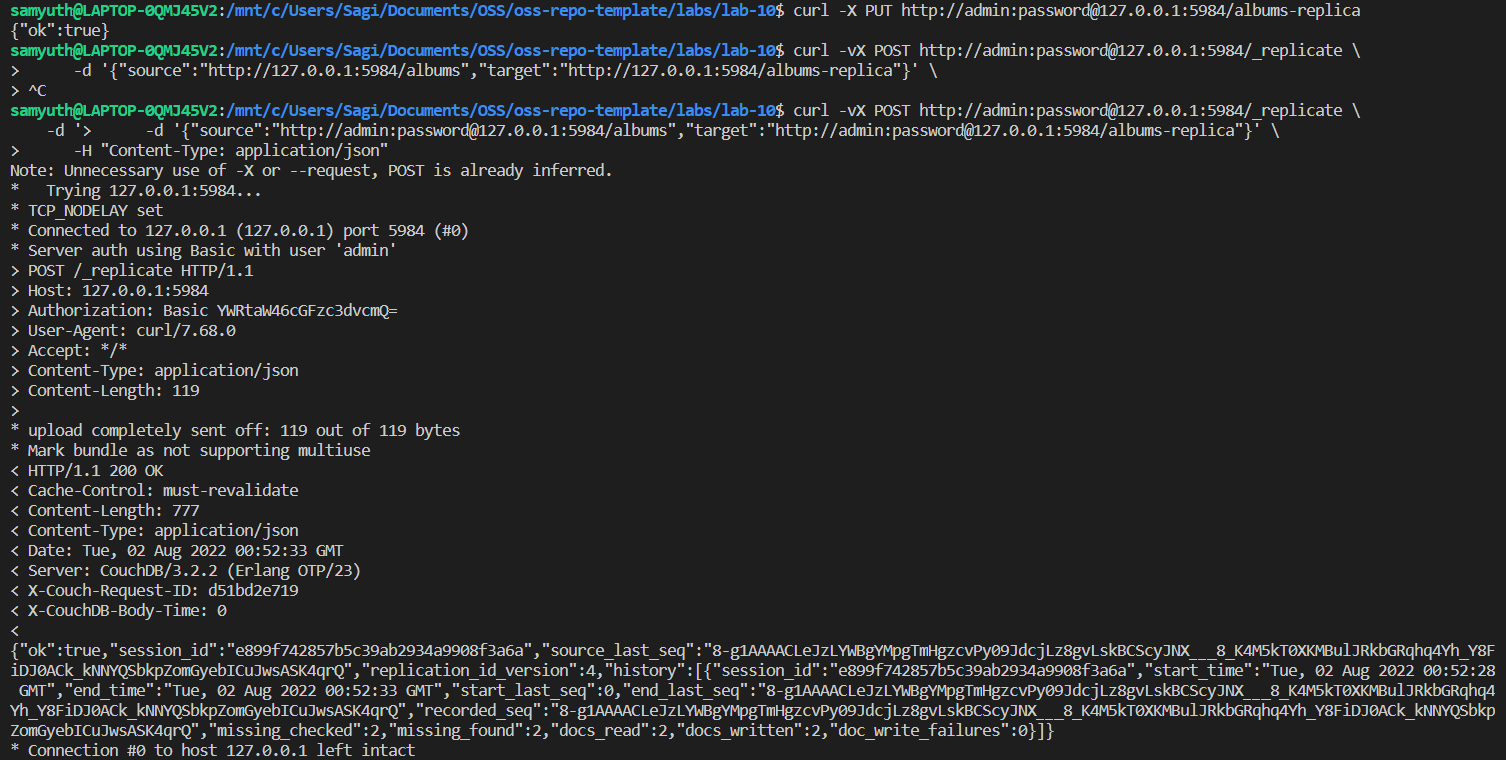 samyuth@LAPTOP-0QMJ45V2:/mnt/c/Users/Sagi/Documents/OSS/oss-repo-template/labs/lab-10$ curl -X PUT http://admin:password@127.0.0.1:5984/albums-replica
{"ok":true}
samyuth@LAPTOP-0QMJ45V2:/mnt/c/Users/Sagi/Documents/OSS/oss-repo-template/labs/lab-10$ curl -vX POST http://admin:password@127.0.0.1:5984/_replicate \
>      -d '{"source":"http://127.0.0.1:5984/albums","target":"http://127.0.0.1:5984/albums-replica"}' \
> ^C
samyuth@LAPTOP-0QMJ45V2:/mnt/c/Users/Sagi/Documents/OSS/oss-repo-template/labs/lab-10$ curl -vX POST http://admin:password@127.0.0.1:5984/_replicate \
    -d '>      -d '{"source":"http://admin:password@127.0.0.1:5984/albums","target":"http://admin:password@127.0.0.1:5984/albums-replica"}' \
>      -H "Content-Type: application/json"
Note: Unnecessary use of -X or --request, POST is already inferred.
*   Trying 127.0.0.1:5984...
* TCP_NODELAY set
* Connected to 127.0.0.1 (127.0.0.1) port 5984 (#0)
* Server auth using Basic with user 'admin'
> POST /_replicate HTTP/1.1
> Host: 127.0.0.1:5984
> Authorization: Basic YWRtaW46cGFzc3dvcmQ=
> User-Agent: curl/7.68.0
> Accept: */*
> Content-Type: application/json
> Content-Length: 119
>
* upload completely sent off: 119 out of 119 bytes
* Mark bundle as not supporting multiuse
< HTTP/1.1 200 OK
< Cache-Control: must-revalidate
< Content-Length: 777
< Content-Type: application/json
< Date: Tue, 02 Aug 2022 00:52:33 GMT
< Server: CouchDB/3.2.2 (Erlang OTP/23)
< X-Couch-Request-ID: d51bd2e719
< X-CouchDB-Body-Time: 0
<
{"ok":true,"session_id":"e899f742857b5c39ab2934a9908f3a6a","source_last_seq":"8-g1AAAACLeJzLYWBgYMpgTmHgzcvPy09JdcjLz8gvLskBCScyJNX___8_K4M5kT0XKMBulJRkbGRqhq4Yh_Y8F
iDJ0ACk_kNNYQSbkpZomGyebICuJwsASK4qrQ","replication_id_version":4,"history":[{"session_id":"e899f742857b5c39ab2934a9908f3a6a","start_time":"Tue, 02 Aug 2022 00:52:28
 GMT","end_time":"Tue, 02 Aug 2022 00:52:33 GMT","start_last_seq":0,"end_last_seq":"8-g1AAAACLeJzLYWBgYMpgTmHgzcvPy09JdcjLz8gvLskBCScyJNX___8_K4M5kT0XKMBulJRkbGRqhq4
Yh_Y8FiDJ0ACk_kNNYQSbkpZomGyebICuJwsASK4qrQ","recorded_seq":"8-g1AAAACLeJzLYWBgYMpgTmHgzcvPy09JdcjLz8gvLskBCScyJNX___8_K4M5kT0XKMBulJRkbGRqhq4Yh_Y8FiDJ0ACk_kNNYQSbkp
ZomGyebICuJwsASK4qrQ","missing_checked":2,"missing_found":2,"docs_read":2,"docs_written":2,"doc_write_failures":0}]}
* Connection #0 to host 127.0.0.1 left intact